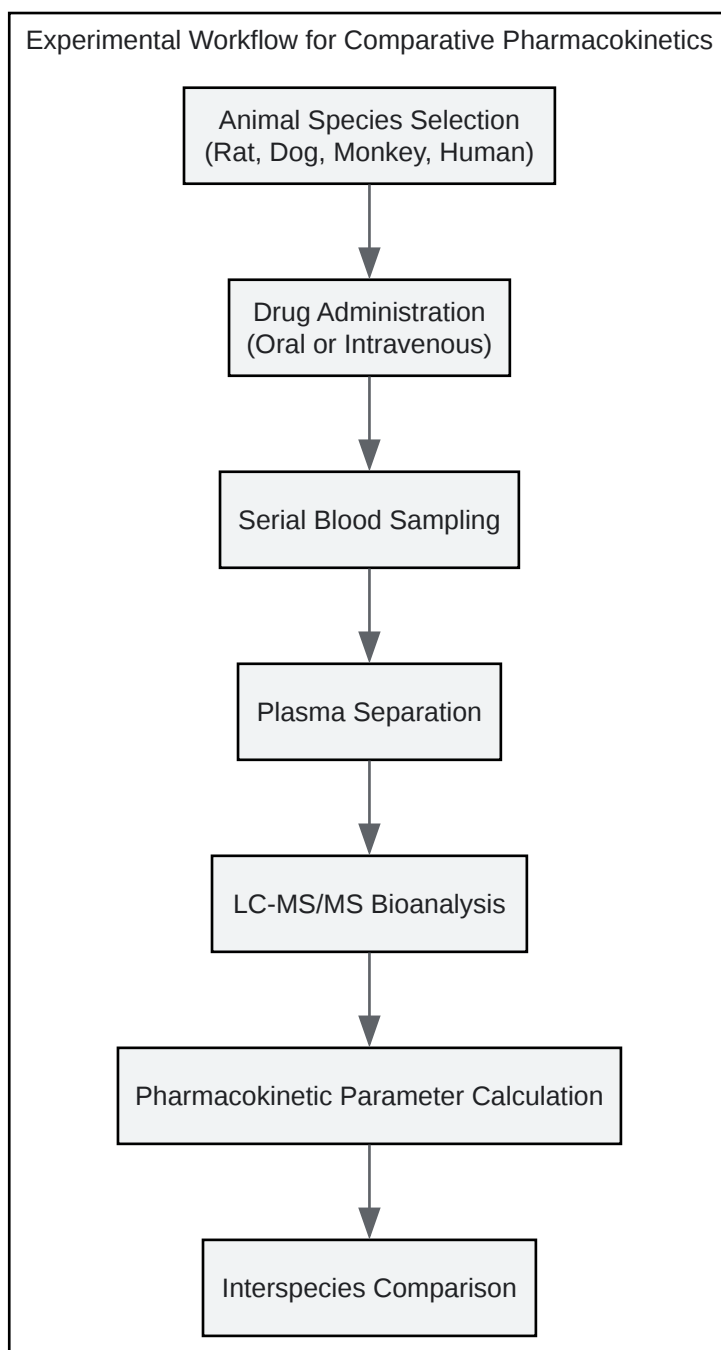 Experimental Workflow for Comparative Pharmacokinetics
Animal Species Selection
(Rat, Dog, Monkey, Human)
Drug Administration
(Oral or Intravenous)
Serial Blood Sampling
Plasma Separation
LC-MS/MS Bioanalysis
Pharmacokinetic Parameter Calculation
Interspecies Comparison